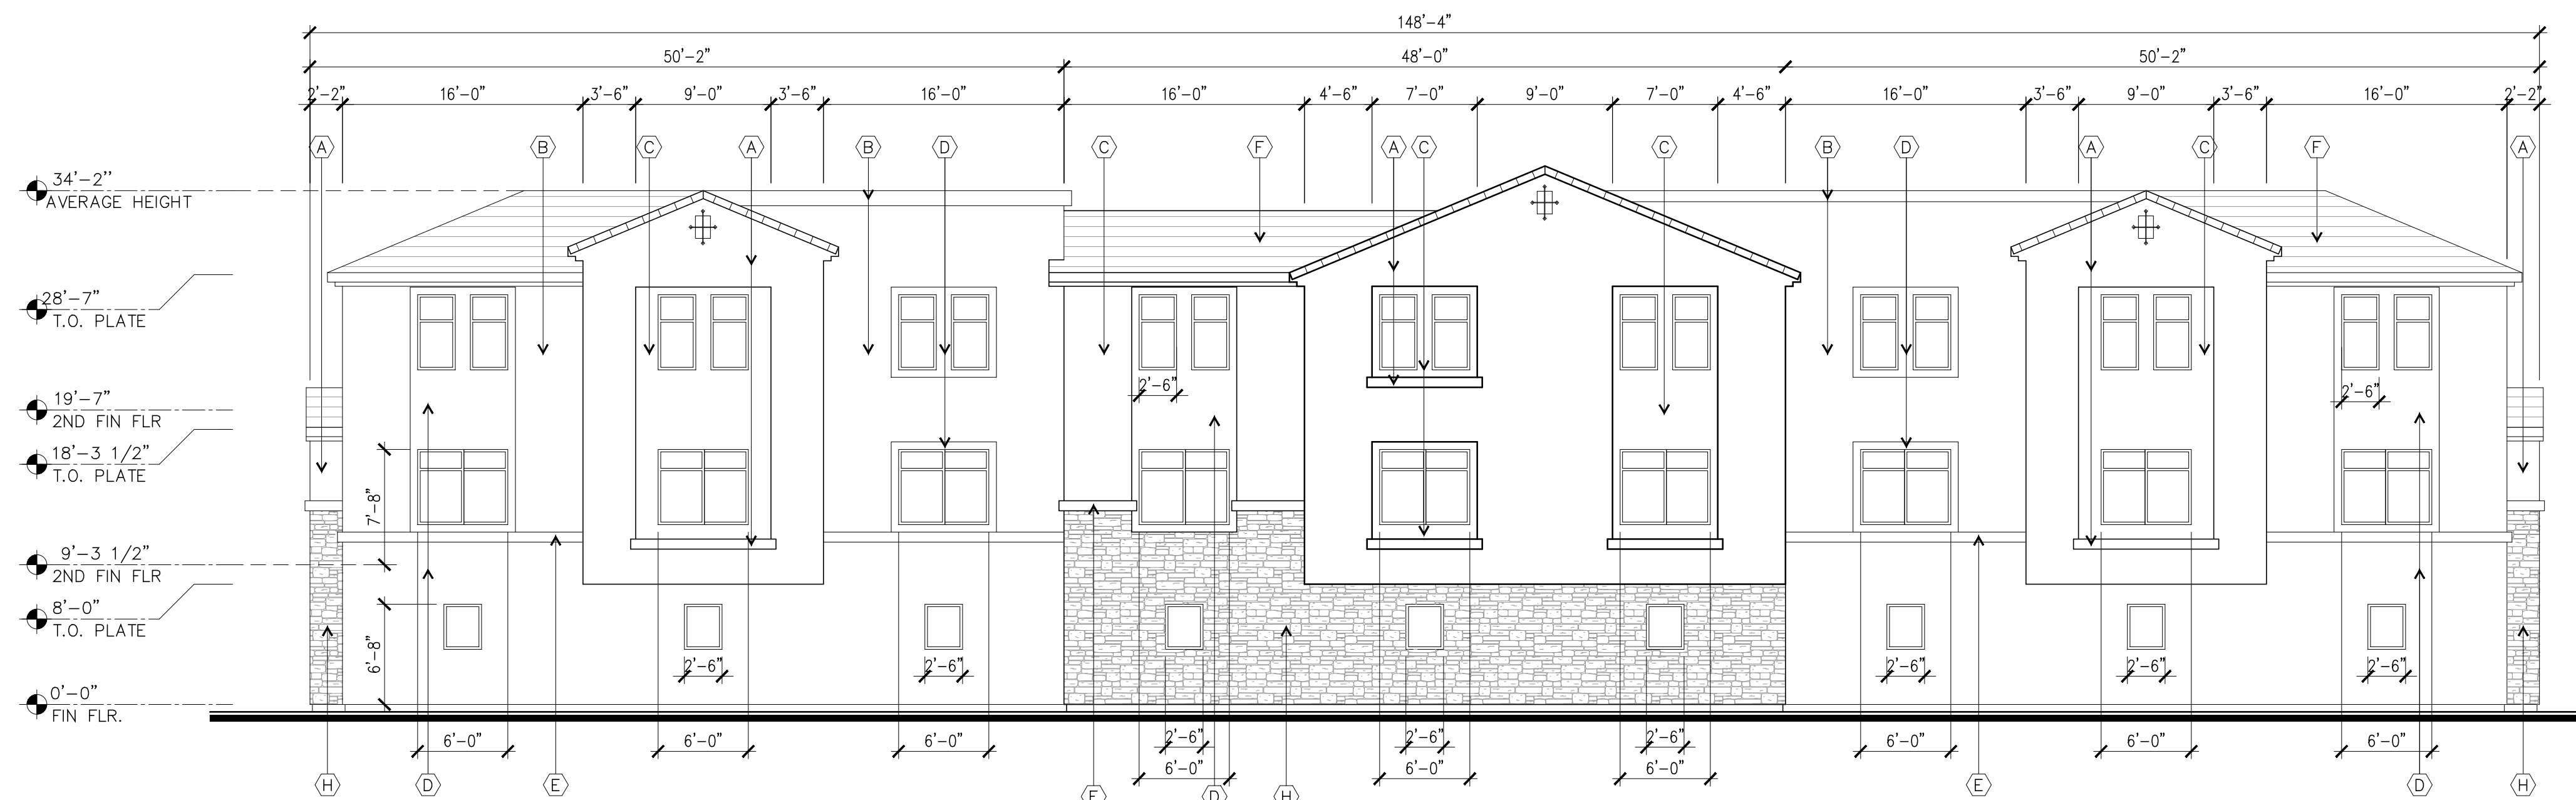 148'-4"
50'-2" 48'-0" 50'-2"
2'-2" 16'-0" 3'-6" 9'-0" 3'-6" 16'-0" 16'-0" 4'-6" 7'-0" 9'-0" 7'-0" 4'-6" 16'-0" 3'-6" 9'-0" 3'-6" 16'-0" 2'-2"
A B C A B D C F A C C B D A C F A
34'-2''
AVERAGE HEIGHT
28'-7"
T.O. PLATE
2'-6" 2'-6"
19'-7"
2ND FIN FLR
18'-3 1/2"
T.O. PLATE
7'-8"
9'-3 1/2"
2ND FIN FLR
8'-0"
T.O. PLATE
6'-8"
2'-6" 2'-6" 2'-6" 2'-6" 2'-6"
0'-0"
FIN FLR.
6'-0" 6'-0" 6'-0" 2'-6" 2'-6" 2'-6" 6'-0" 6'-0" 6'-0"
6'-0" 6'-0" 6'-0"
H D E D H E D H